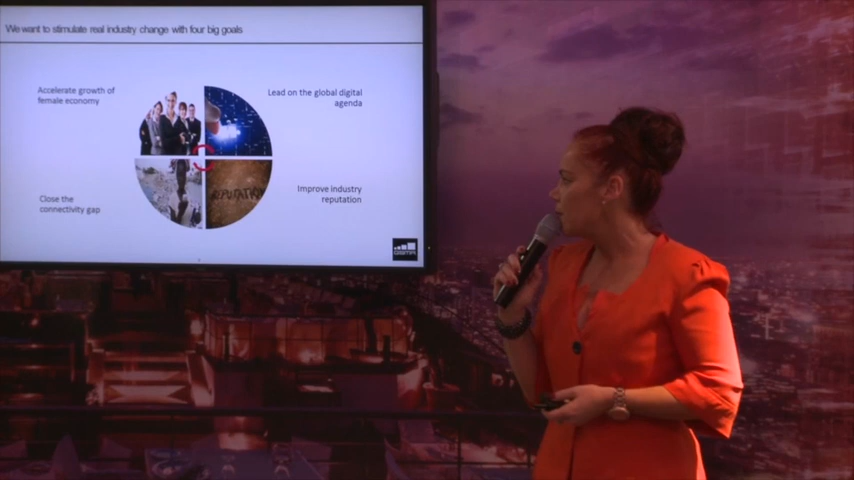 We want to stimulate real industry change with four big goals
Accelerate growth of
female economy
Lead on the global digital
agenda
REPUTATION
Close the
connectivity gap
Improve industry
reputation
GSMA